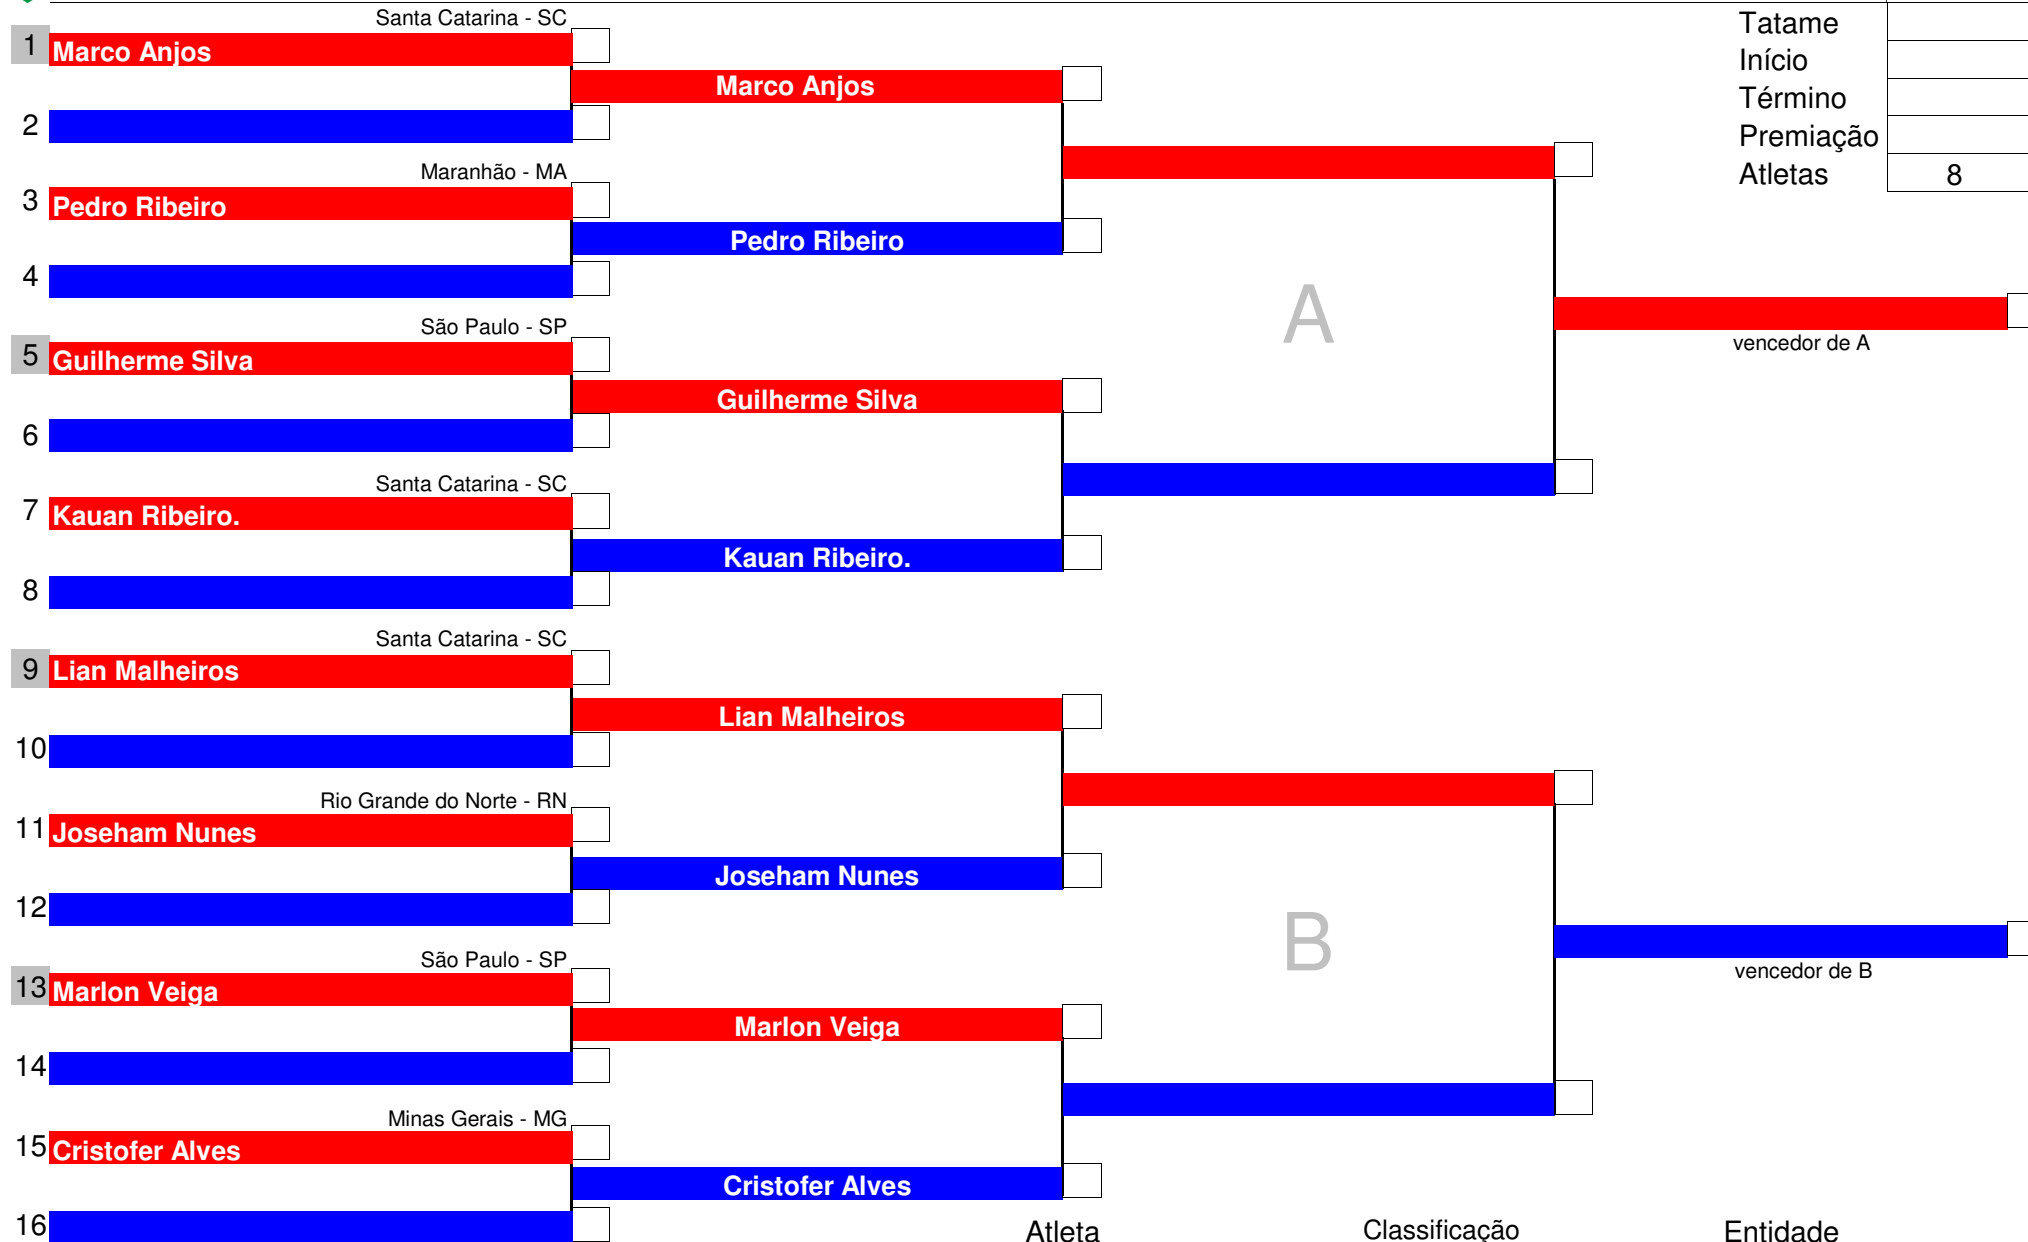 Santa Catarina - SC
1 Marco Anjos
Marco Anjos
2
Maranhão - MA
3 Pedro Ribeiro
Pedro Ribeiro
4
São Paulo - SP
5 Guilherme Silva
Guilherme Silva
6
Santa Catarina - SC
7 Kauan Ribeiro.
Kauan Ribeiro.
8
Santa Catarina - SC
9 Lian Malheiros
Lian Malheiros
10
Rio Grande do Norte - RN
11 Joseham Nunes
Joseham Nunes
12
São Paulo - SP
13 Marlon Veiga
Marlon Veiga
14
Minas Gerais - MG
15 Cristofer Alves
Cristofer Alves
16
A
B
Tatame
Início
Término
Premiação
Atletas 8
vencedor de A
vencedor de B
Atleta Classificação Entidade